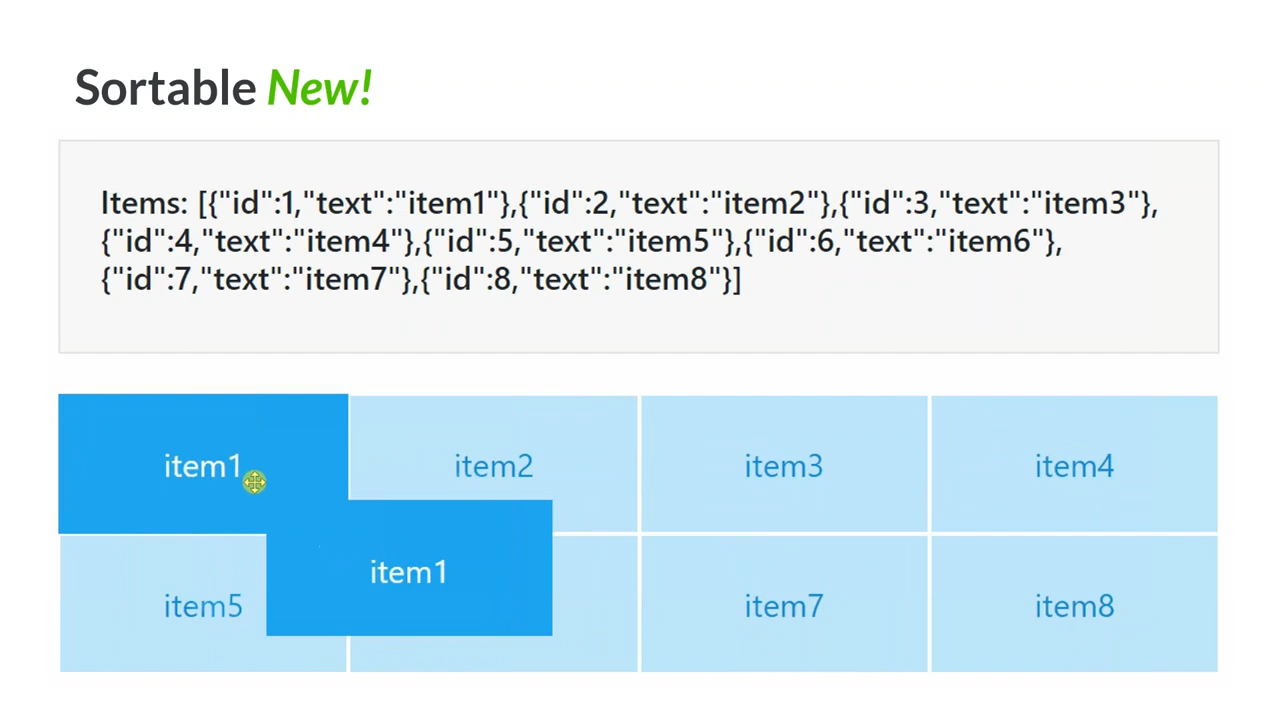 Sortable New!
Items: [{"id":1,"text":"item1"},{"id":2,"text":"item2"},{"id":3,"text":"item3"},
{"id":4,"text":"item4"},{"id":5,"text":"item5"},{"id":6,"text":"item6"},
{"id":7,"text":"item7"},{"id":8,"text":"item8"}]
item1 item2 item3 item4
item1
item5 item7 item8